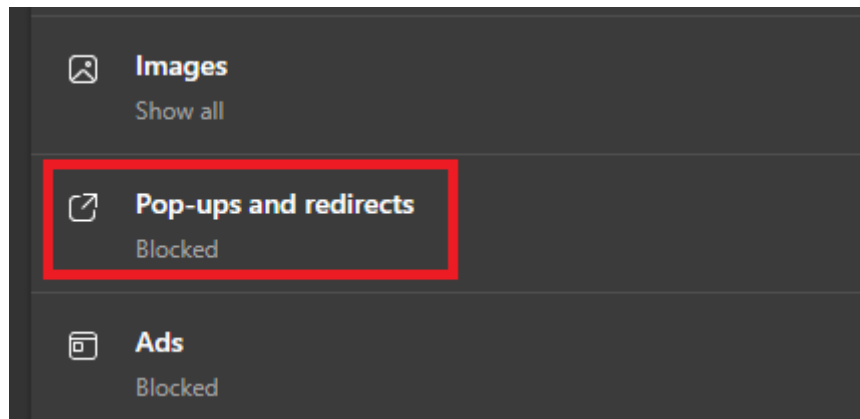 Images
Show all
Pop-ups and redirects
Blocked
Ads
Blocked